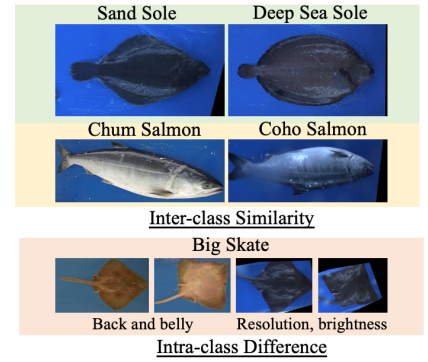 Sand Sole Deep Sea Sole
Chum Salmon Coho Salmon
Inter-class Similarity
Big Skate
Back and belly Resolution, brightness
Intra-class Difference